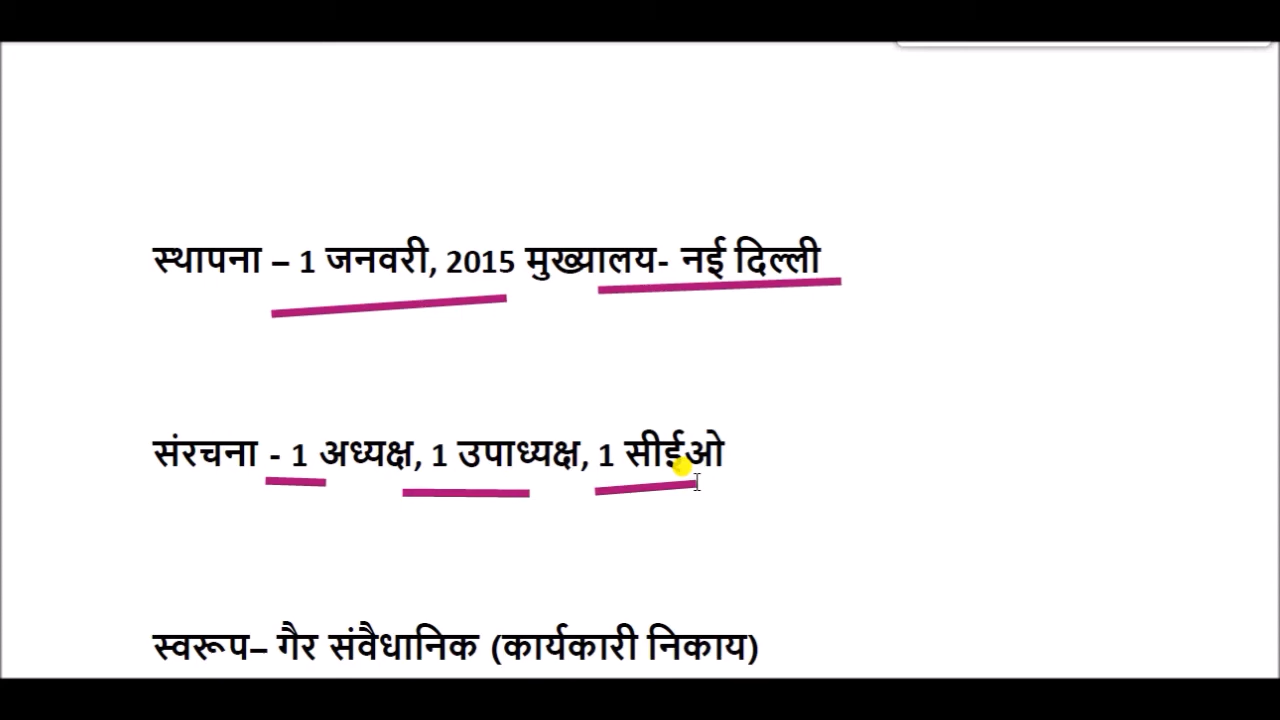 स्थापना – 1 जनवरी, 2015 मुख्यालय- नई दिल्ली
संरचना - 1 अध्यक्ष, 1 उपाध्यक्ष, 1 सीईओ
स्वरूप– गैर संवैधानिक (कार्यकारी निकाय)